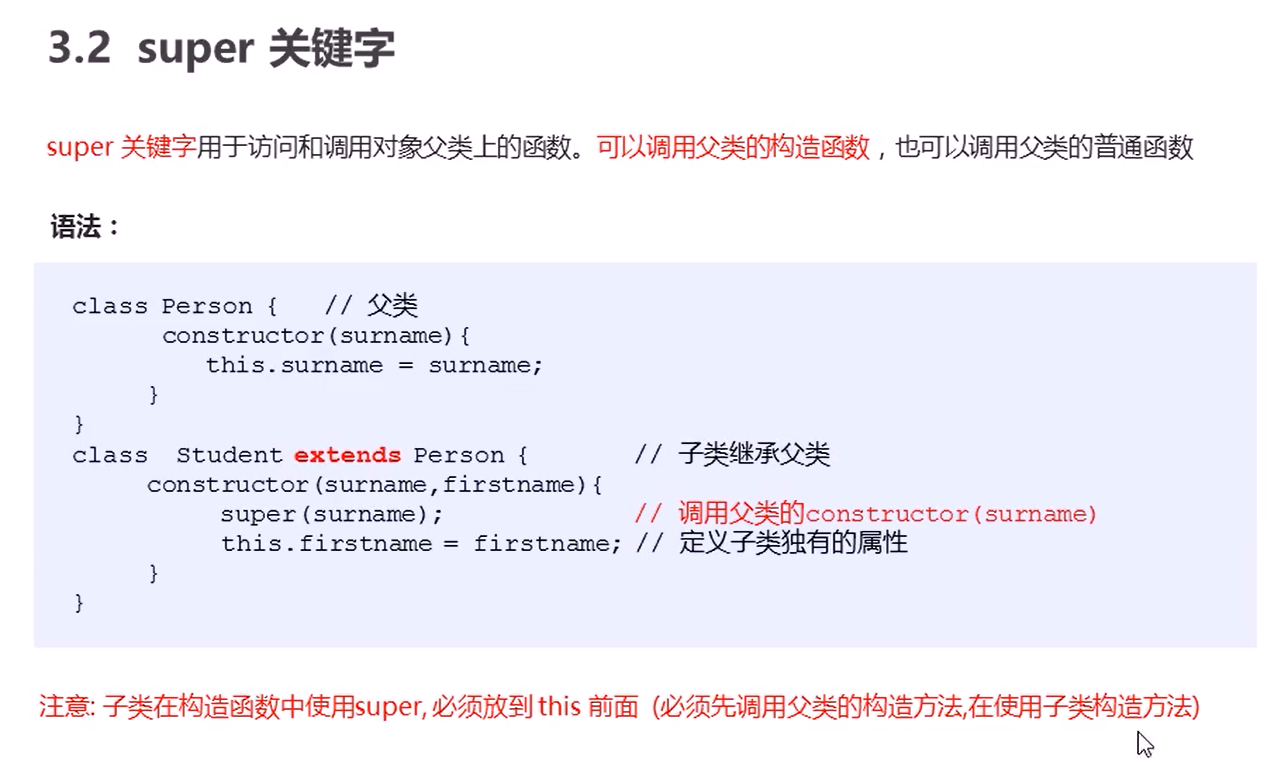 3.2 super 关键字
super 关键字用于访问和调用对象父类上的函数。可以调用父类的构造函数，也可以调用父类的普通函数
语法：
class Person {   // 父类
      constructor(surname){
         this.surname = surname;
     }
}
class  Student extends Person {       // 子类继承父类
     constructor(surname,firstname){
          super(surname);             // 调用父类的constructor(surname)
          this.firstname = firstname; // 定义子类独有的属性
     }
}
注意: 子类在构造函数中使用super, 必须放到 this 前面 (必须先调用父类的构造方法,在使用子类构造方法)